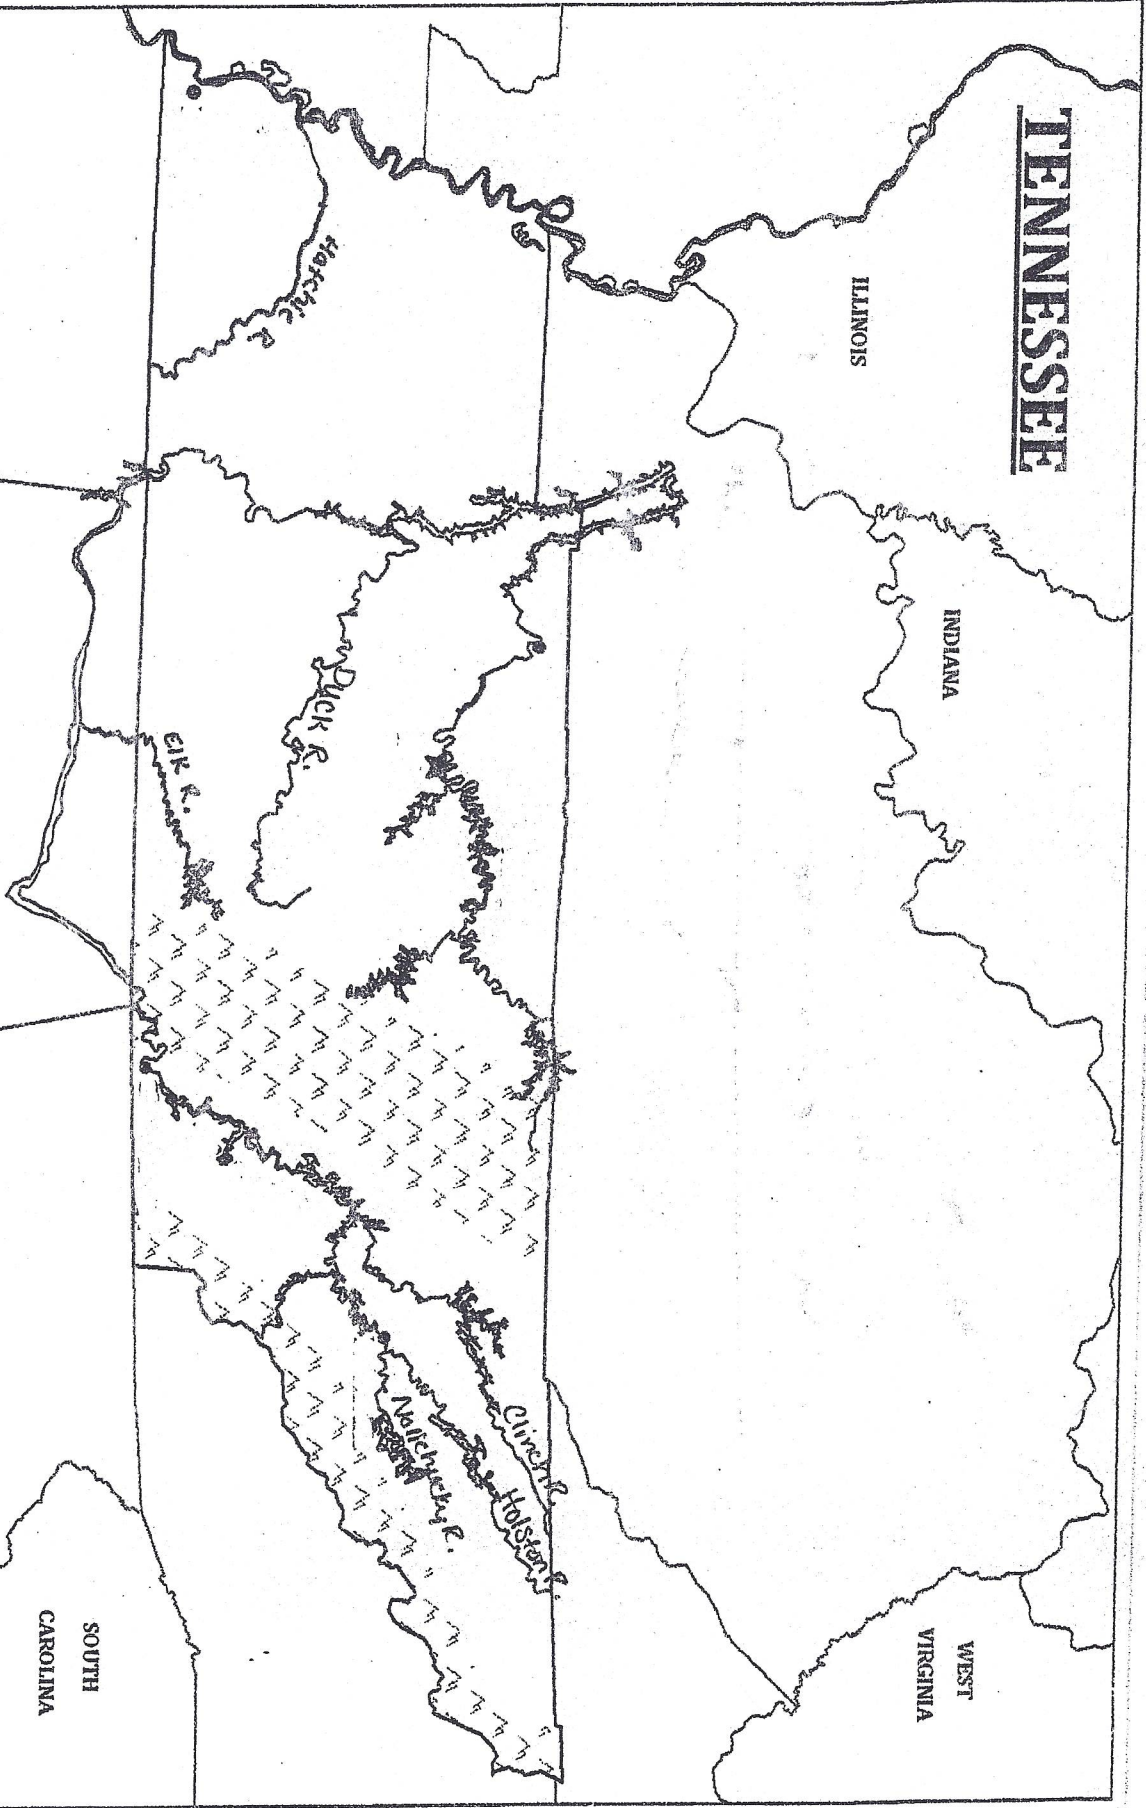 TENNESSEE
ILLINOIS
INDIANA
WEST
VIRGINIA
Hatchie R.
Duck R.
Elk R.
Clinch R.
Holston R.
Nolichucky R.
SOUTH
CAROLINA